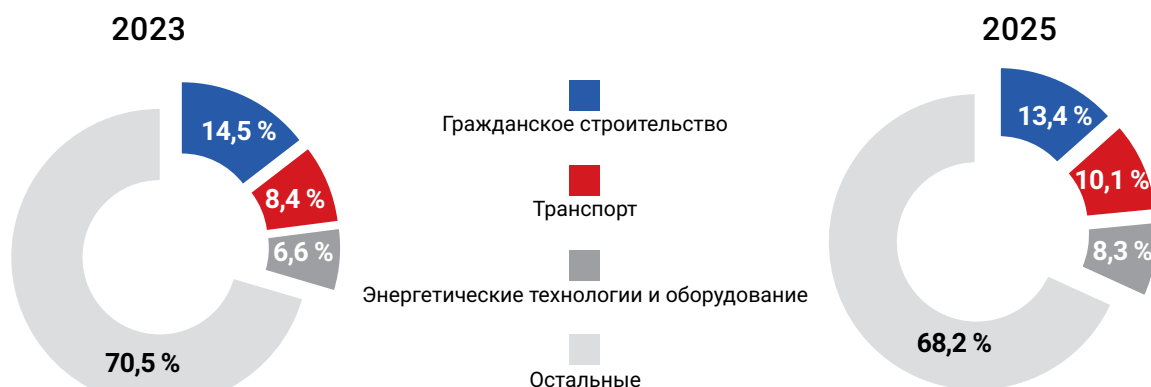 2023
14,5 %
8,4 %
6,6 %
70,5 %
Гражданское строительство
Транспорт
Энергетические технологии и оборудование
Остальные
2025
13,4 %
10,1 %
8,3 %
68,2 %